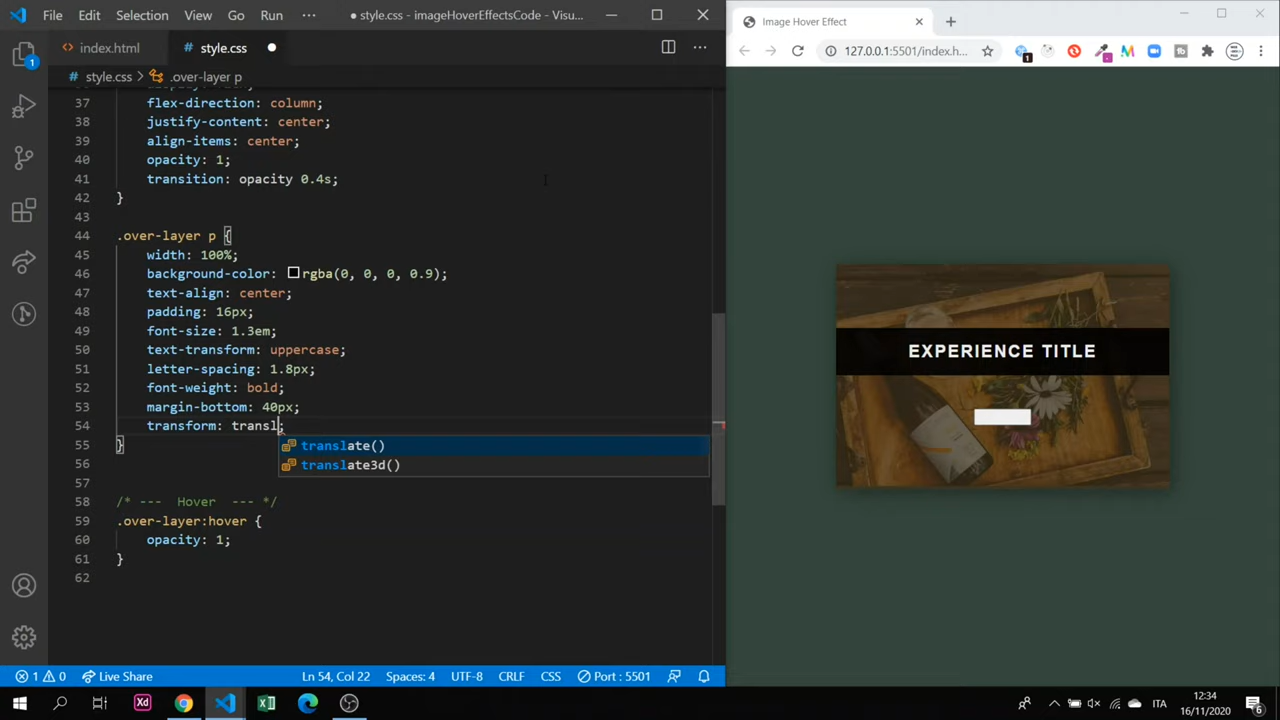 File Edit Selection View Go Run ··· ● style.css - imageHoverEffectsCode - Visu...
index.html # style.css ●
# style.css > .over-layer p
37 flex-direction: column;
38 justify-content: center;
39 align-items: center;
40 opacity: 1;
41 transition: opacity 0.4s;
42 }
43
44 .over-layer p {
45 width: 100%;
46 background-color: rgba(0, 0, 0, 0.9);
47 text-align: center;
48 padding: 16px;
49 font-size: 1.3em;
50 text-transform: uppercase;
51 letter-spacing: 1.8px;
52 font-weight: bold;
53 margin-bottom: 40px;
54 transform: transl;
translate()
55 }
translate3d()
56
57
58 /* --- Hover --- */
59 .over-layer:hover {
60 opacity: 1;
61 }
62
1
1 0 Live Share Ln 54, Col 22 Spaces: 4 UTF-8 CRLF CSS Port : 5501
Image Hover Effect
127.0.0.1:5501/index.h...
1
EXPERIENCE TITLE
Xd
ITA
12:34
16/11/2020
6